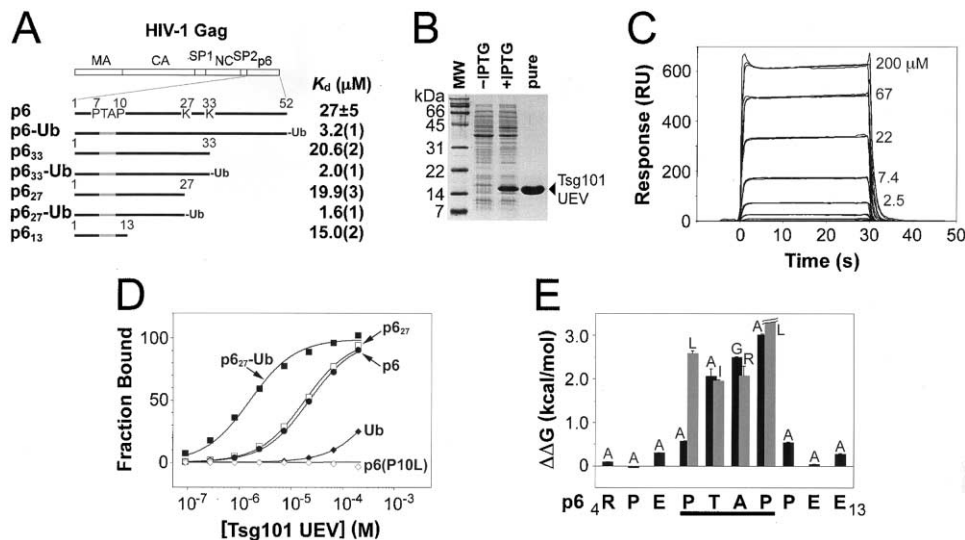 A
HIV-1 Gag
MA CA SP1 NC SP2 p6
Kd (µM)
1 7 10 27 33 52
p6 PTAP K K 27±5
p6-Ub -Ub 3.2(1)
1 33
p6₃₃ 20.6(2)
p6₃₃-Ub -Ub 2.0(1)
1 27
p6₂₇ 19.9(3)
p6₂₇-Ub -Ub 1.6(1)
1 13
p6₁₃ 15.0(2)
B
MW –IPTG +IPTG pure
kDa
66
45
31
22
14
7
Tsg101
UEV
C
Response (RU)
600
400
200
0
200 µM
67
22
7.4
2.5
0 10 20 30 40 50
Time (s)
D
Fraction Bound
100
50
0
p6₂₇-Ub
p6₂₇
p6
Ub
p6(P10L)
10⁻⁷ 10⁻⁶ 10⁻⁵ 10⁻⁴ 10⁻³
[Tsg101 UEV] (M)
E
ΔΔG (kcal/mol)
3.0
2.0
1.0
0
A A A A L A I G R A L A A A
p6 ₄R P E P T A P P E E₁₃